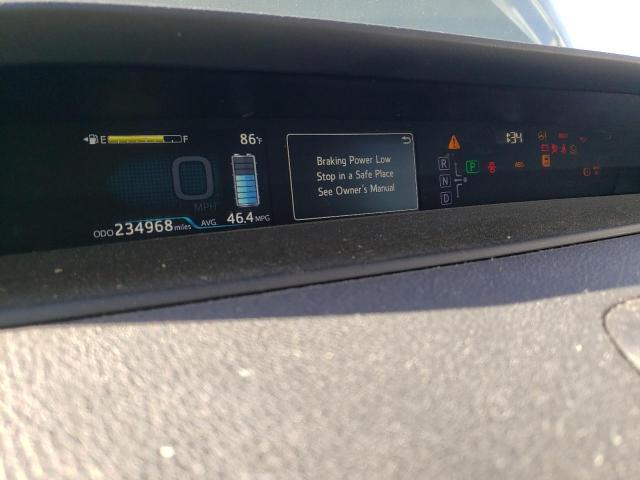 E F
86°F
0
MPH
ODO 234968 miles
AVG. 46.4 MPG
Braking Power Low
Stop in a Safe Place
See Owner's Manual
R
N
D
P
:34
ABS